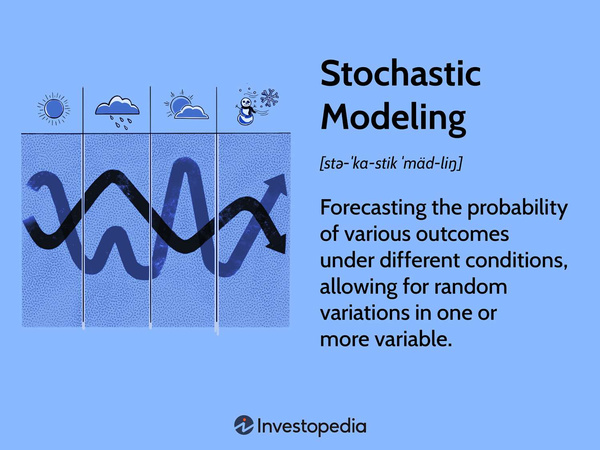 Stochastic
Modeling
[stə-ˈka-stik ˈmäd-liŋ]
Forecasting the probability
of various outcomes
under different conditions,
allowing for random
variations in one or
more variable.
Investopedia